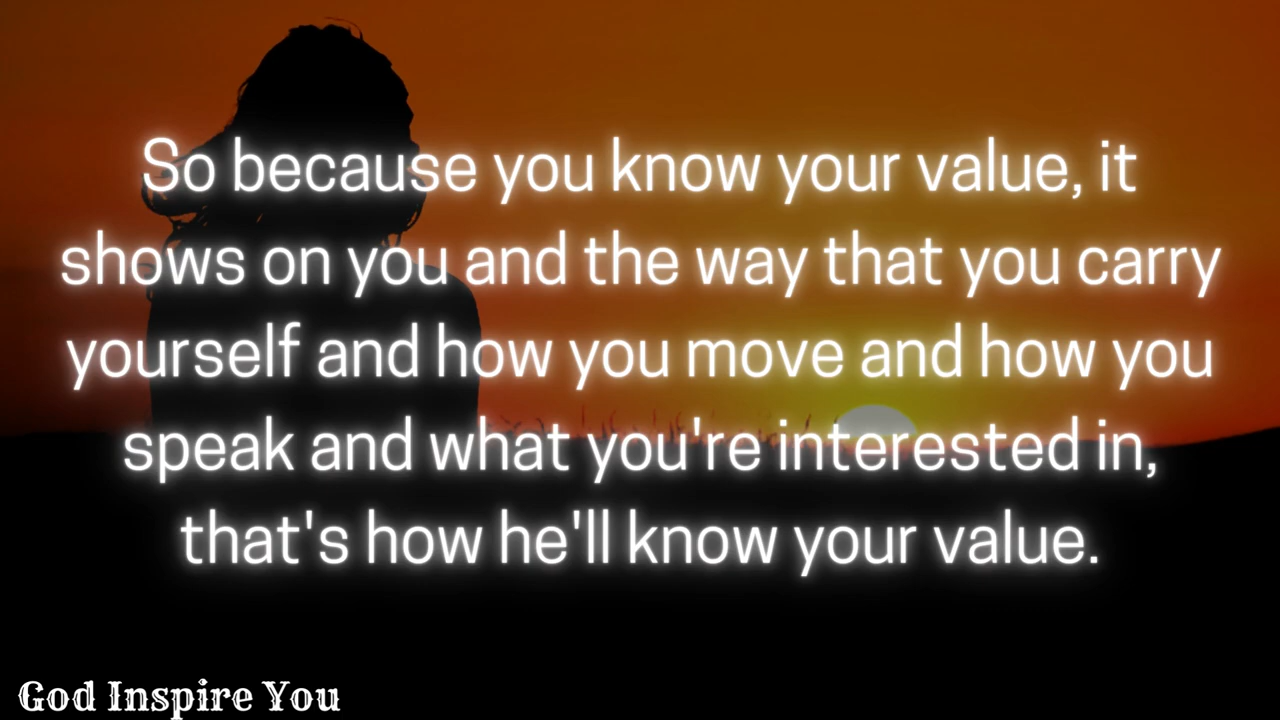 So because you know your value, it
shows on you and the way that you carry
yourself and how you move and how you
speak and what you're interested in,
that's how he'll know your value.
God Inspire You